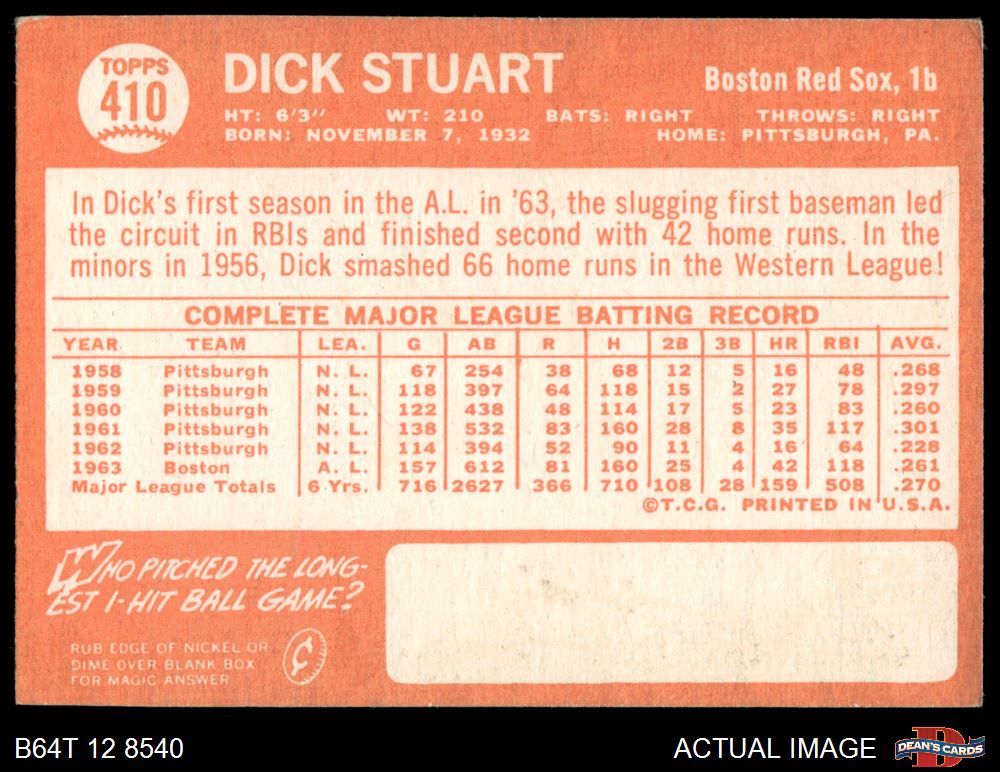 TOPPS
410
DICK STUART
Boston Red Sox, 1b
HT: 6'3" WT: 210 BATS: RIGHT THROWS: RIGHT
BORN: NOVEMBER 7, 1932 HOME: PITTSBURGH, PA.
In Dick's first season in the A.L. in '63, the slugging first baseman led
the circuit in RBIs and finished second with 42 home runs. In the
minors in 1956, Dick smashed 66 home runs in the Western League!
COMPLETE MAJOR LEAGUE BATTING RECORD
YEAR TEAM LEA. G AB R H 2B 3B HR RBI AVG.
1958 Pittsburgh N. L. 67 254 38 68 12 5 16 48 .268
1959 Pittsburgh N. L. 118 397 64 118 15 2 27 78 .297
1960 Pittsburgh N. L. 122 438 48 114 17 5 23 83 .260
1961 Pittsburgh N. L. 138 532 83 160 28 8 35 117 .301
1962 Pittsburgh N. L. 114 394 52 90 11 4 16 64 .228
1963 Boston A. L. 157 612 81 160 25 4 42 118 .261
Major League Totals 6 Yrs. 716 2627 366 710 108 28 159 508 .270
©T.C.G. PRINTED IN U.S.A.
WHO PITCHED THE LONG-
EST 1-HIT BALL GAME?
RUB EDGE OF NICKEL OR
DIME OVER BLANK BOX
FOR MAGIC ANSWER
¢
B64T 12 8540
ACTUAL IMAGE
D
DEAN'S CARDS